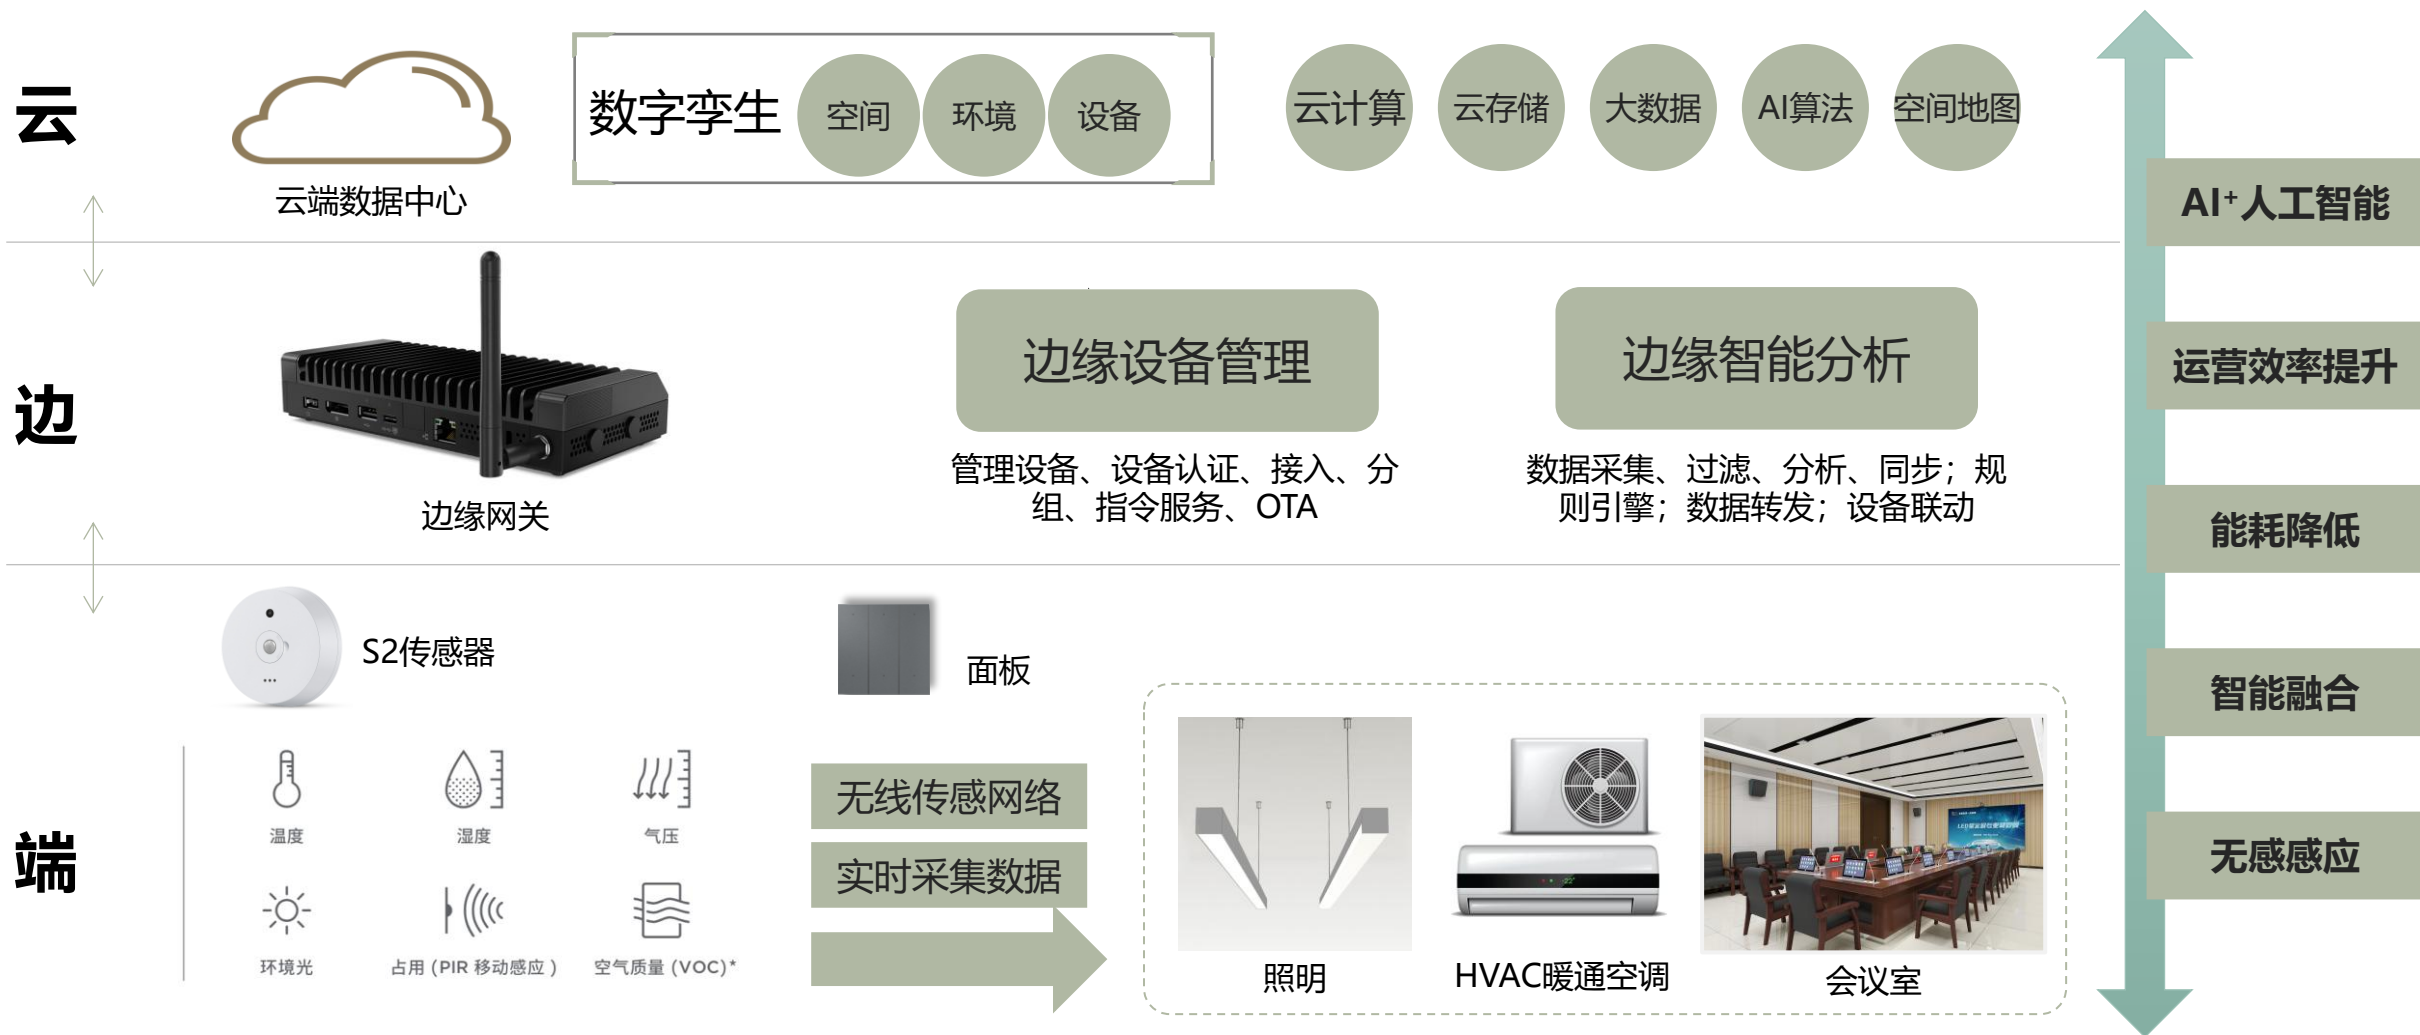 云
云端数据中心
数字孪生
空间
环境
设备
云计算
云存储
大数据
AI算法
空间地图
边
边缘网关
边缘设备管理
管理设备、设备认证、接入、分
组、指令服务、OTA
边缘智能分析
数据采集、过滤、分析、同步；规
则引擎；数据转发；设备联动
端
S2传感器
面板
温度
湿度
气压
环境光
占用 (PIR 移动感应 )
空气质量 (VOC)*
无线传感网络
实时采集数据
照明
HVAC暖通空调
会议室
AI⁺人工智能
运营效率提升
能耗降低
智能融合
无感感应